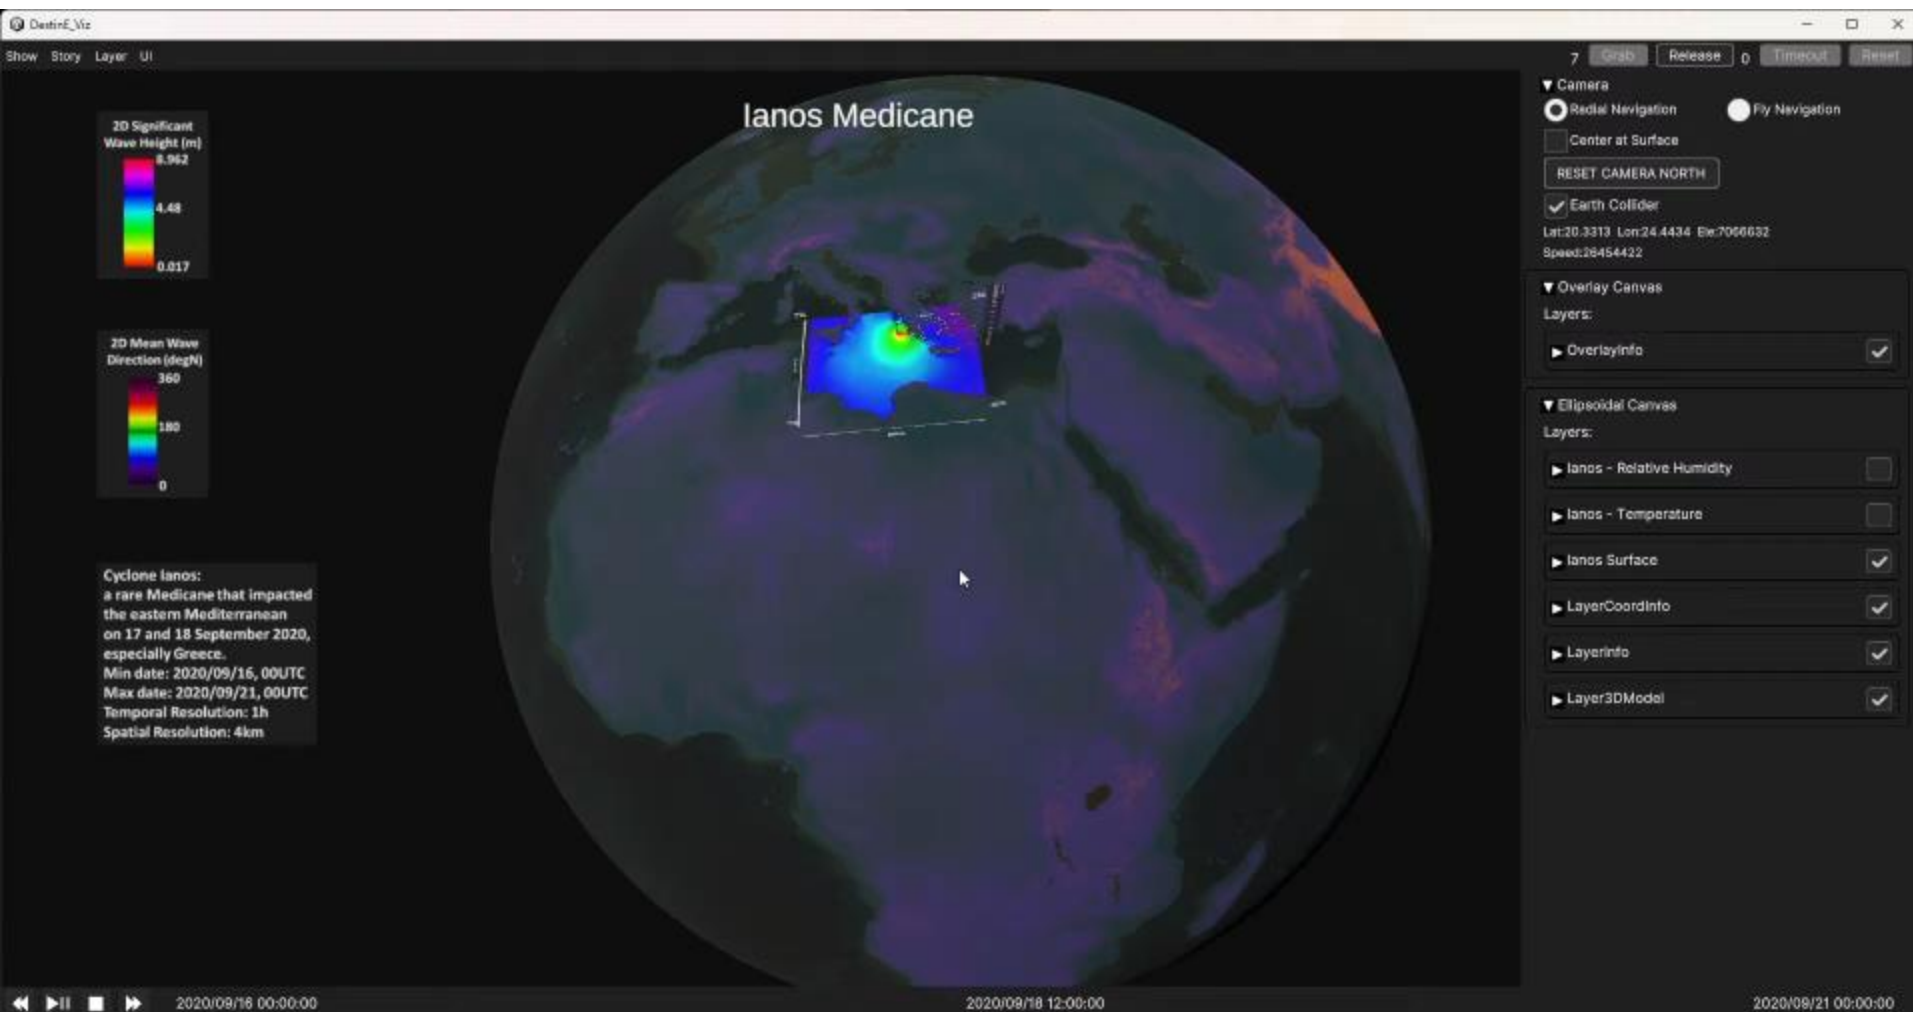 DestinE_Viz
Show Story Layer UI
7 Grab Release 0 Timeout Reset
Ianos Medicane
2D Significant
Wave Height (m)
8.962
4.48
0.017
2D Mean Wave
Direction (degN)
360
180
0
Cyclone Ianos:
a rare Medicane that impacted
the eastern Mediterranean
on 17 and 18 September 2020,
especially Greece.
Min date: 2020/09/16, 00UTC
Max date: 2020/09/21, 00UTC
Temporal Resolution: 1h
Spatial Resolution: 4km
Camera
Radial Navigation Fly Navigation
Center at Surface
RESET CAMERA NORTH
Earth Collider
Lat:20.3313 Lon:24.4434 Ele:7066632
Speed:26454422
Overlay Canvas
Layers:
OverlayInfo
Ellipsoidal Canvas
Layers:
Ianos - Relative Humidity
Ianos - Temperature
Ianos Surface
LayerCoordInfo
LayerInfo
Layer3DModel
2020/09/16 00:00:00 2020/09/18 12:00:00 2020/09/21 00:00:00